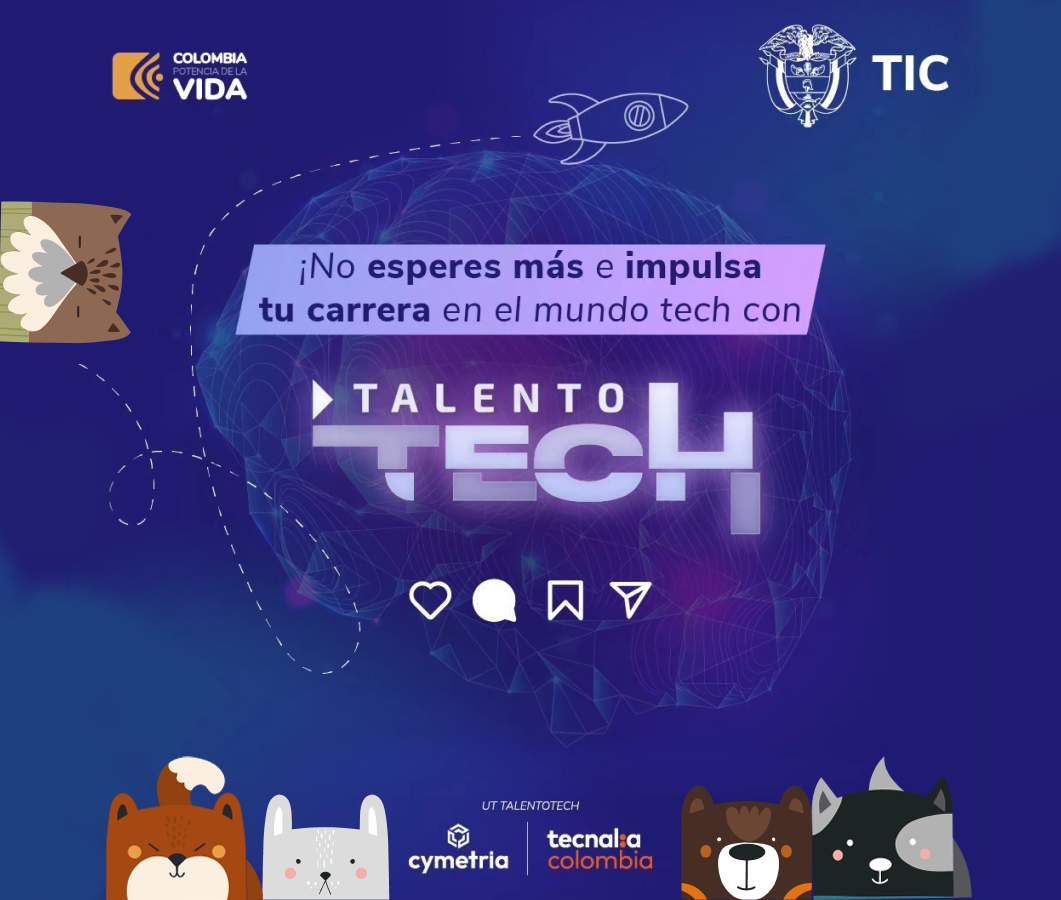 COLOMBIA
POTENCIA DE LA
VIDA
TIC
¡No esperes más e impulsa
tu carrera en el mundo tech con
TALENTO
TECH
UT TALENTOTECH
cymetria
tecnal:a
colombia